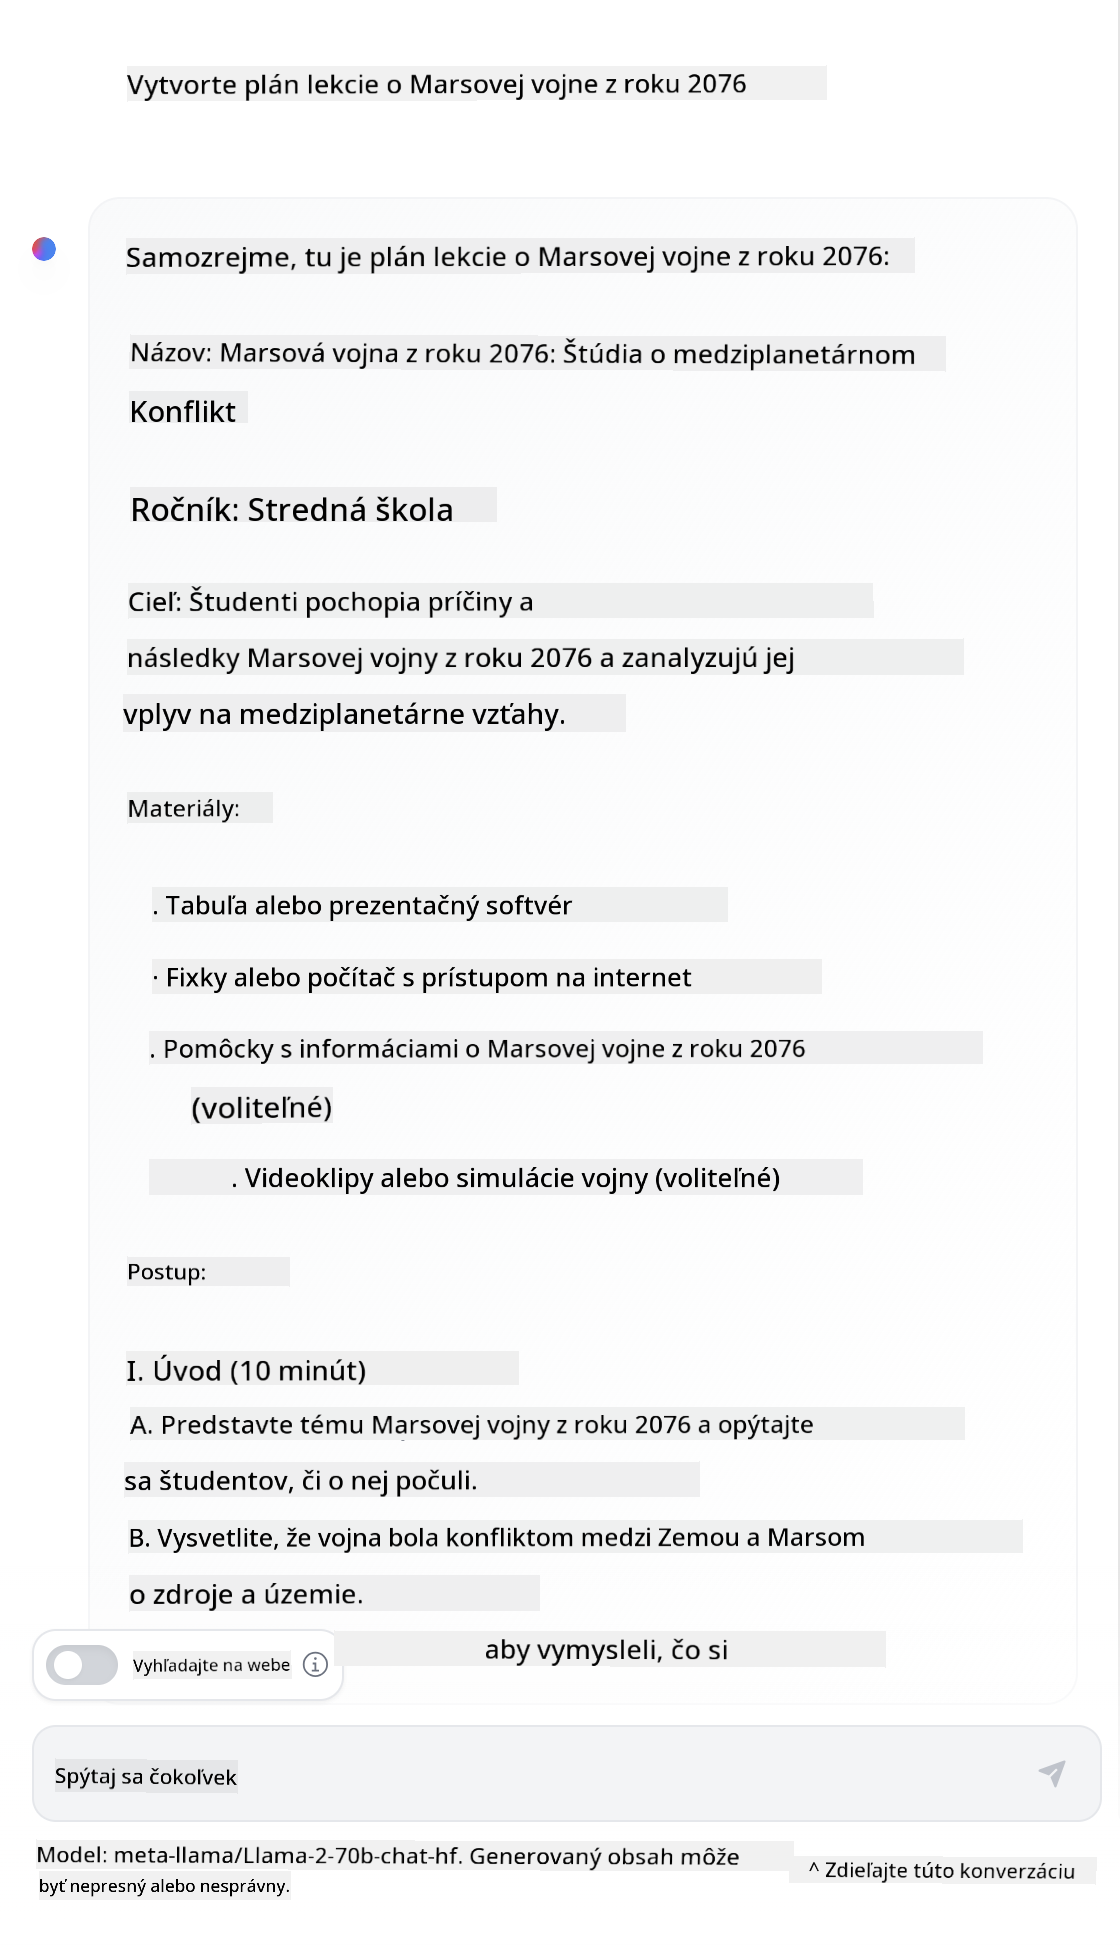 Vytvorte plán lekcie o Marsovej vojne z roku 2076
Samozrejme, tu je plán lekcie o Marsovej vojne z roku 2076:
Názov: Marsová vojna z roku 2076: Štúdia o medziplanetárnom
Konflikt
Ročník: Stredná škola
Cieľ: Študenti pochopia príčiny a
následky Marsovej vojny z roku 2076 a zanalyzujú jej
vplyv na medziplanetárne vzťahy.
Materiály:
. Tabuľa alebo prezentačný softvér
· Fixky alebo počítač s prístupom na internet
. Pomôcky s informáciami o Marsovej vojne z roku 2076
(voliteľné)
. Videoklipy alebo simulácie vojny (voliteľné)
Postup:
I. Úvod (10 minút)
A. Predstavte tému Marsovej vojny z roku 2076 a opýtajte
sa študentov, či o nej počuli.
B. Vysvetlite, že vojna bola konfliktom medzi Zemou a Marsom
o zdroje a územie.
aby vymysleli, čo si
Vyhľadajte na webe
Spýtaj sa čokoľvek
Model: meta-llama/Llama-2-70b-chat-hf. Generovaný obsah môže
byť nepresný alebo nesprávny.
^ Zdieľajte túto konverzáciu